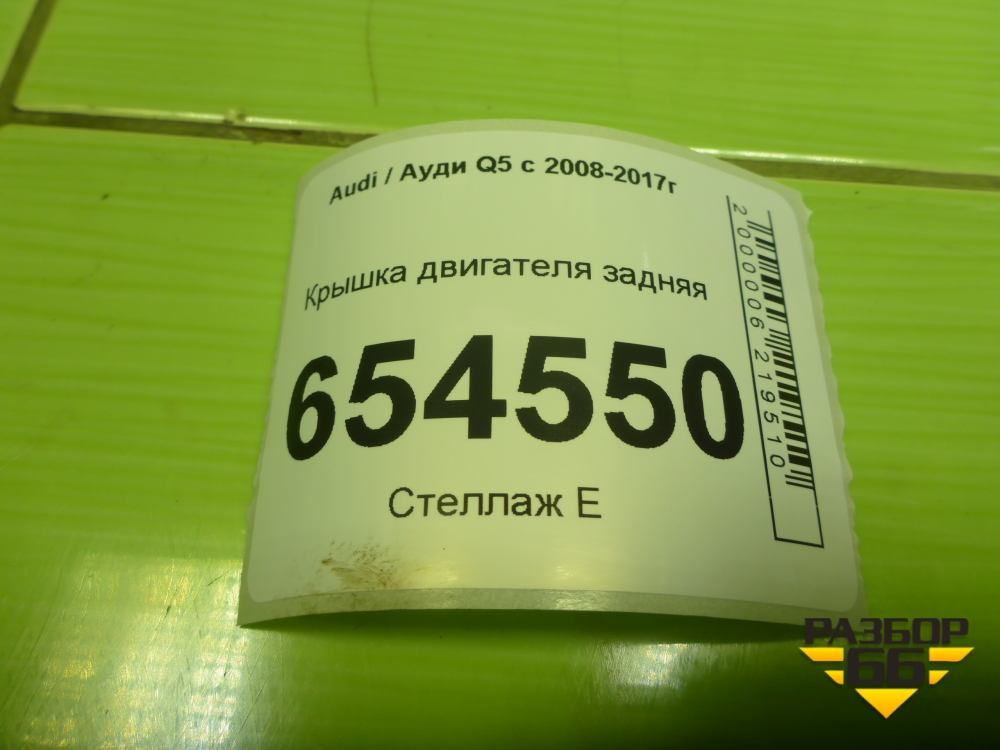 Audi / Ауди Q5 с 2008-2017г
Крышка двигателя задняя
654550
Стеллаж Е
2000006219510
РАЗБОР
66